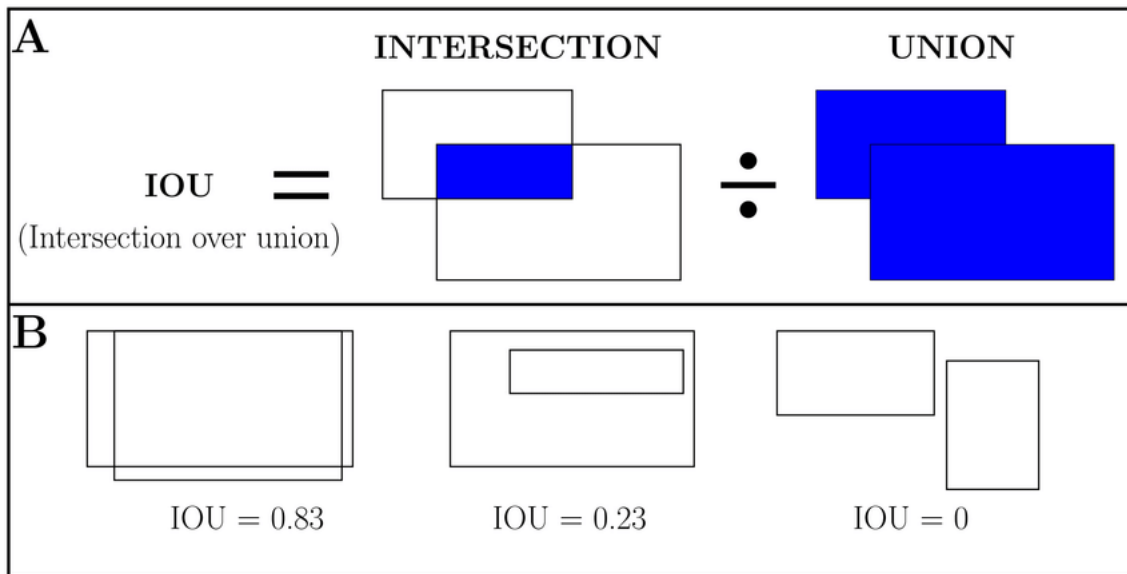 A
INTERSECTION UNION
IOU = ÷
(Intersection over union)
B
IOU = 0.83 IOU = 0.23 IOU = 0